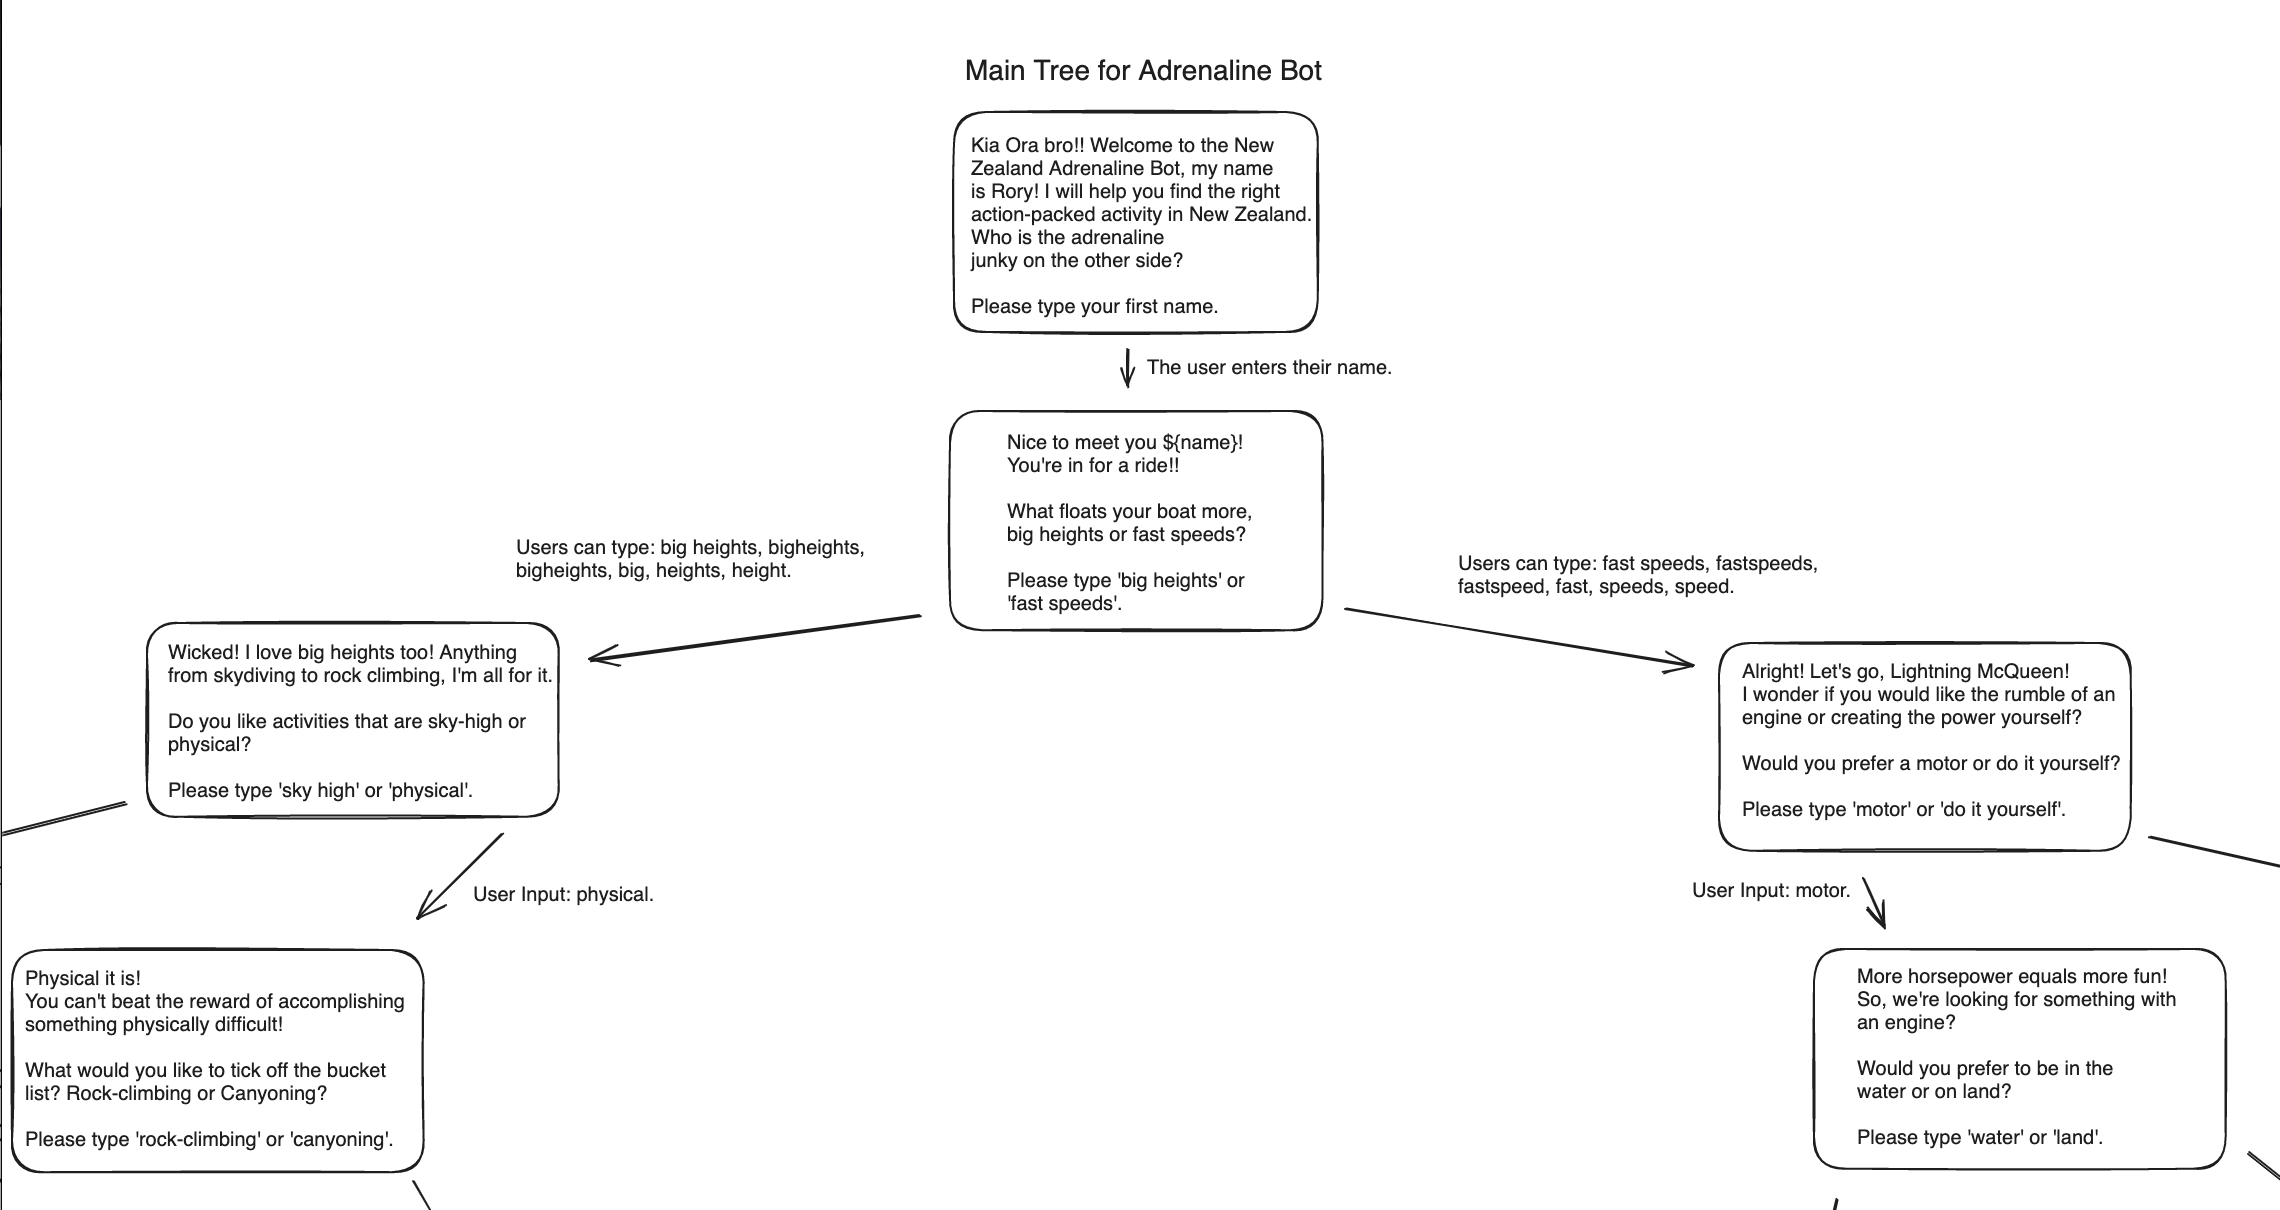 Main Tree for Adrenaline Bot
Kia Ora bro!! Welcome to the New
Zealand Adrenaline Bot, my name
is Rory! I will help you find the right
action-packed activity in New Zealand.
Who is the adrenaline
junky on the other side?
Please type your first name.
The user enters their name.
Nice to meet you ${name}!
You're in for a ride!!
What floats your boat more,
big heights or fast speeds?
Please type 'big heights' or
'fast speeds'.
Users can type: big heights, bigheights,
bigheights, big, heights, height.
Users can type: fast speeds, fastspeeds,
fastspeed, fast, speeds, speed.
Wicked! I love big heights too! Anything
from skydiving to rock climbing, I'm all for it.
Do you like activities that are sky-high or
physical?
Please type 'sky high' or 'physical'.
Alright! Let's go, Lightning McQueen!
I wonder if you would like the rumble of an
engine or creating the power yourself?
Would you prefer a motor or do it yourself?
Please type 'motor' or 'do it yourself'.
User Input: physical.
User Input: motor.
Physical it is!
You can't beat the reward of accomplishing
something physically difficult!
What would you like to tick off the bucket
list? Rock-climbing or Canyoning?
Please type 'rock-climbing' or 'canyoning'.
More horsepower equals more fun!
So, we're looking for something with
an engine?
Would you prefer to be in the
water or on land?
Please type 'water' or 'land'.